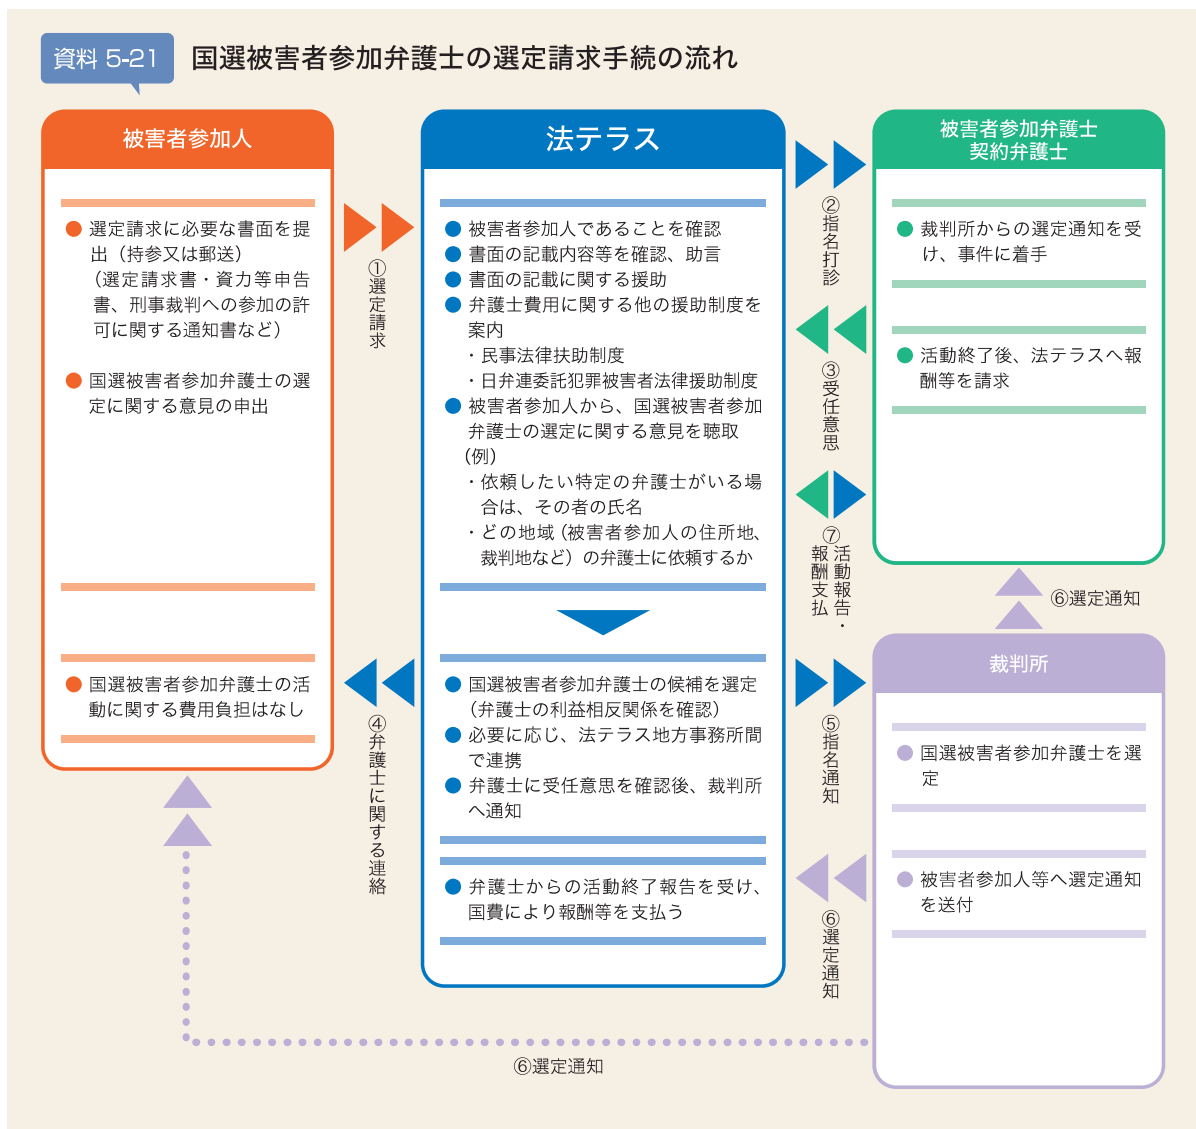 資料 5-21
国選被害者参加弁護士の選定請求手続の流れ
被害者参加人
選定請求に必要な書面を提
出（持参又は郵送）
（選定請求書・資力等申告
書、刑事裁判への参加の許
可に関する通知書など）
国選被害者参加弁護士の選
定に関する意見の申出
国選被害者参加弁護士の活
動に関する費用負担はなし
①選定請求
④弁護士に関する連絡
法テラス
被害者参加人であることを確認
書面の記載内容等を確認、助言
書面の記載に関する援助
弁護士費用に関する他の援助制度を
案内
・民事法律扶助制度
・日弁連委託犯罪被害者法律援助制度
被害者参加人から、国選被害者参加
弁護士の選定に関する意見を聴取
（例）
・依頼したい特定の弁護士がいる場
合は、その者の氏名
・どの地域（被害者参加人の住所地、
裁判地など）の弁護士に依頼するか
国選被害者参加弁護士の候補を選定
（弁護士の利益相反関係を確認）
必要に応じ、法テラス地方事務所間
で連携
弁護士に受任意思を確認後、裁判所
へ通知
弁護士からの活動終了報告を受け、
国費により報酬等を支払う
②指名打診
③受任意思
⑦活動報告・
報酬支払
⑤指名通知
⑥選定通知
被害者参加弁護士
契約弁護士
裁判所からの選定通知を受
け、事件に着手
活動終了後、法テラスへ報
酬等を請求
⑥選定通知
裁判所
国選被害者参加弁護士を選
定
被害者参加人等へ選定通知
を送付
⑥選定通知